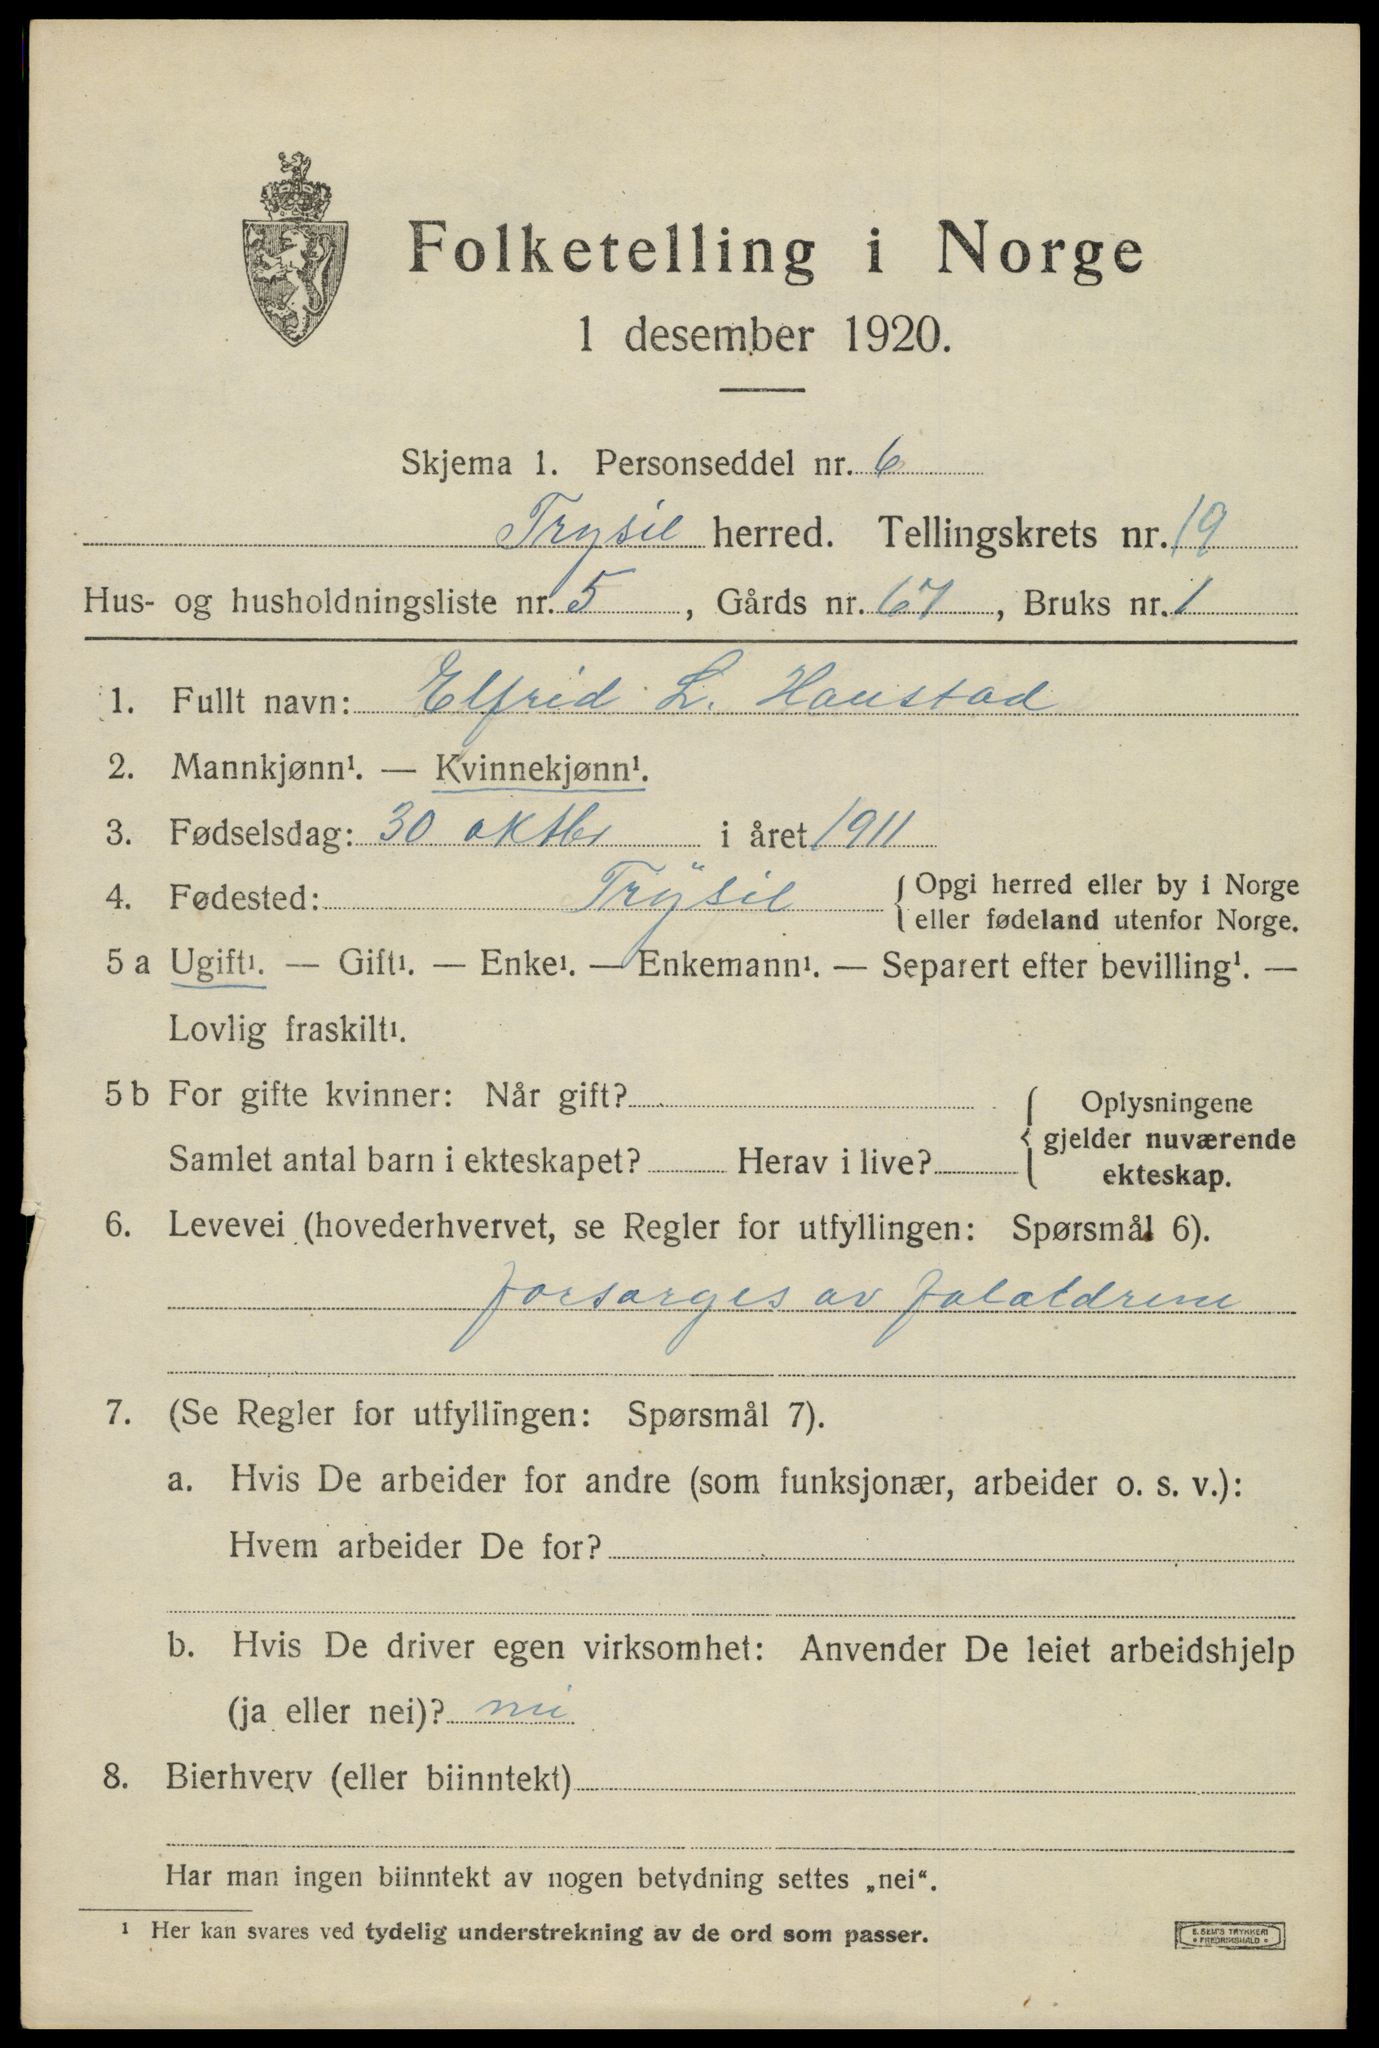 Folketelling i Norge
1 desember 1920.
Skjema 1. Personseddel nr. 6
Trysil herred. Tellingskrets nr. 19
Hus- og husholdningsliste nr. 5, Gårds nr. 67, Bruks nr. 1
1. Fullt navn: Elfrid L. Haustad
2. Mannkjønn¹. — Kvinnekjønn¹.
3. Fødselsdag: 30 oktbr i året 1911
4. Fødested: Trysil { Opgi herred eller by i Norge
eller fødeland utenfor Norge.
5 a Ugift¹. — Gift¹. — Enke¹. — Enkemann¹. — Separert efter bevilling¹. —
Lovlig fraskilt¹.
5 b For gifte kvinner: Når gift? { Oplysningene
gjelder nuværende
Samlet antal barn i ekteskapet? Herav i live?
ekteskap.
6. Levevei (hovederhvervet, se Regler for utfyllingen: Spørsmål 6).
forsørges av
7. (Se Regler for utfyllingen: Spørsmål 7).
a. Hvis De arbeider for andre (som funksjonær, arbeider o. s. v.):
Hvem arbeider De for?
b. Hvis De driver egen virksomhet: Anvender De leiet arbeidshjelp
(ja eller nei)? nei
8. Bierhverv (eller biinntekt)
Har man ingen biinntekt av nogen betydning settes „nei“.
¹ Her kan svares ved tydelig understrekning av de ord som passer.
E. SEM'S TRYKKERI
FREDRIKSHALD